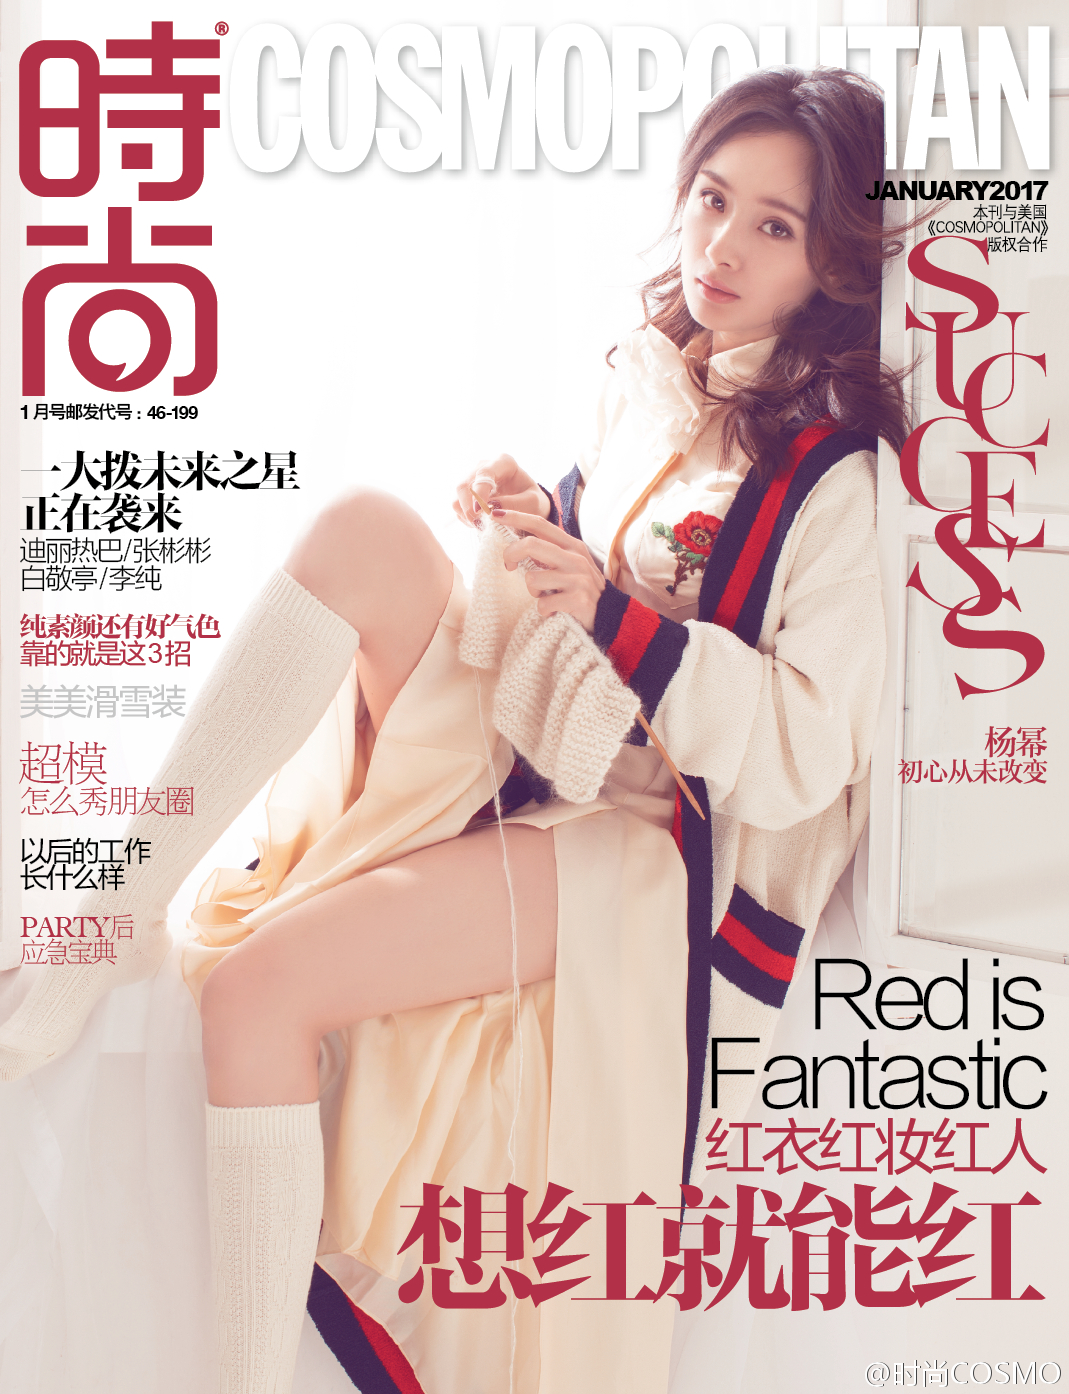 時尚®
COSMOPOLITAN
JANUARY2017
本刊与美国
《COSMOPOLITAN》
版权合作
SUCCESS
1月号邮发代号：46-199
一大拨未来之星
正在袭来
迪丽热巴/张彬彬
白敬亭/李纯
纯素颜还有好气色
靠的就是这3招
美美滑雪装
超模
怎么秀朋友圈
以后的工作
长什么样
PARTY后
应急宝典
杨幂
初心从未改变
Red is
Fantastic
红衣红妆红人
想红就能红
@时尚COSMO